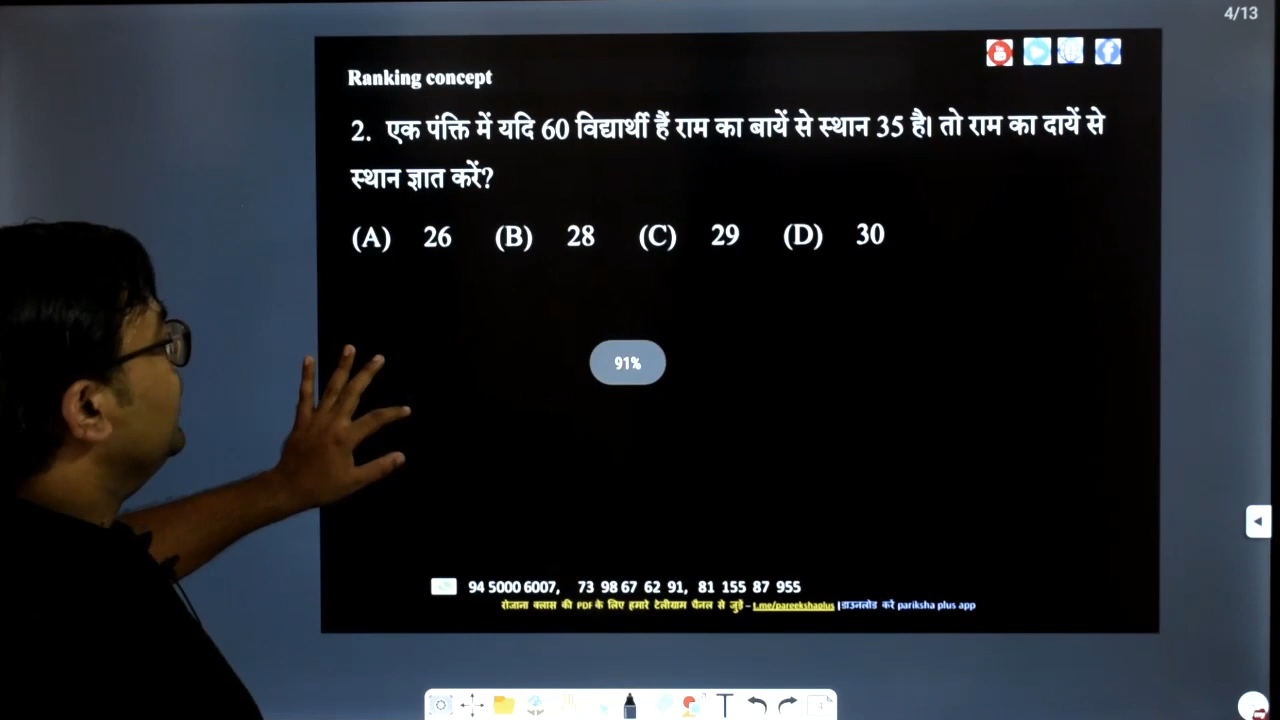 4/13
Ranking concept
2. एक पंक्ति में यदि 60 विद्यार्थी हैं राम का बायें से स्थान 35 है। तो राम का दायें से
स्थान ज्ञात करें?
(A) 26 (B) 28 (C) 29 (D) 30
91%
94 5000 6007, 73 98 67 62 91, 81 155 87 955
रोजाना क्लास की PDF के लिए हमारे टेलीग्राम चैनल से जुड़ै – t.me/pareekshaplus |डाउनलोड करे pariksha plus app